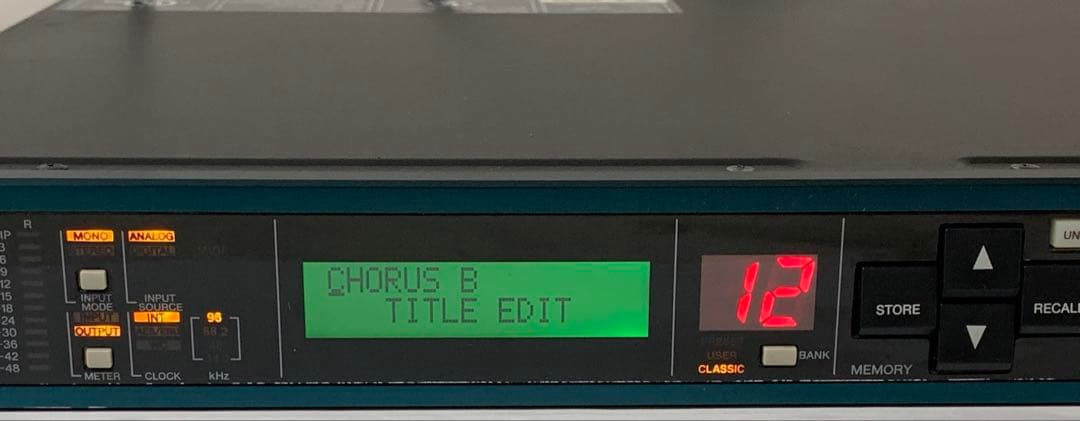 R
IP
3
6
9
12
15
-18
-24
-30
-36
-42
-48
MONO
STEREO
INPUT
MODE
INPUT
OUTPUT
METER
ANALOG
DIGITAL
INPUT
SOURCE
INT
CLOCK
96
88.2
kHz
CHORUS B
TITLE EDIT
12
PRESET
USER
CLASSIC
BANK
STORE
▲
▼
RECALL
UN
MEMORY